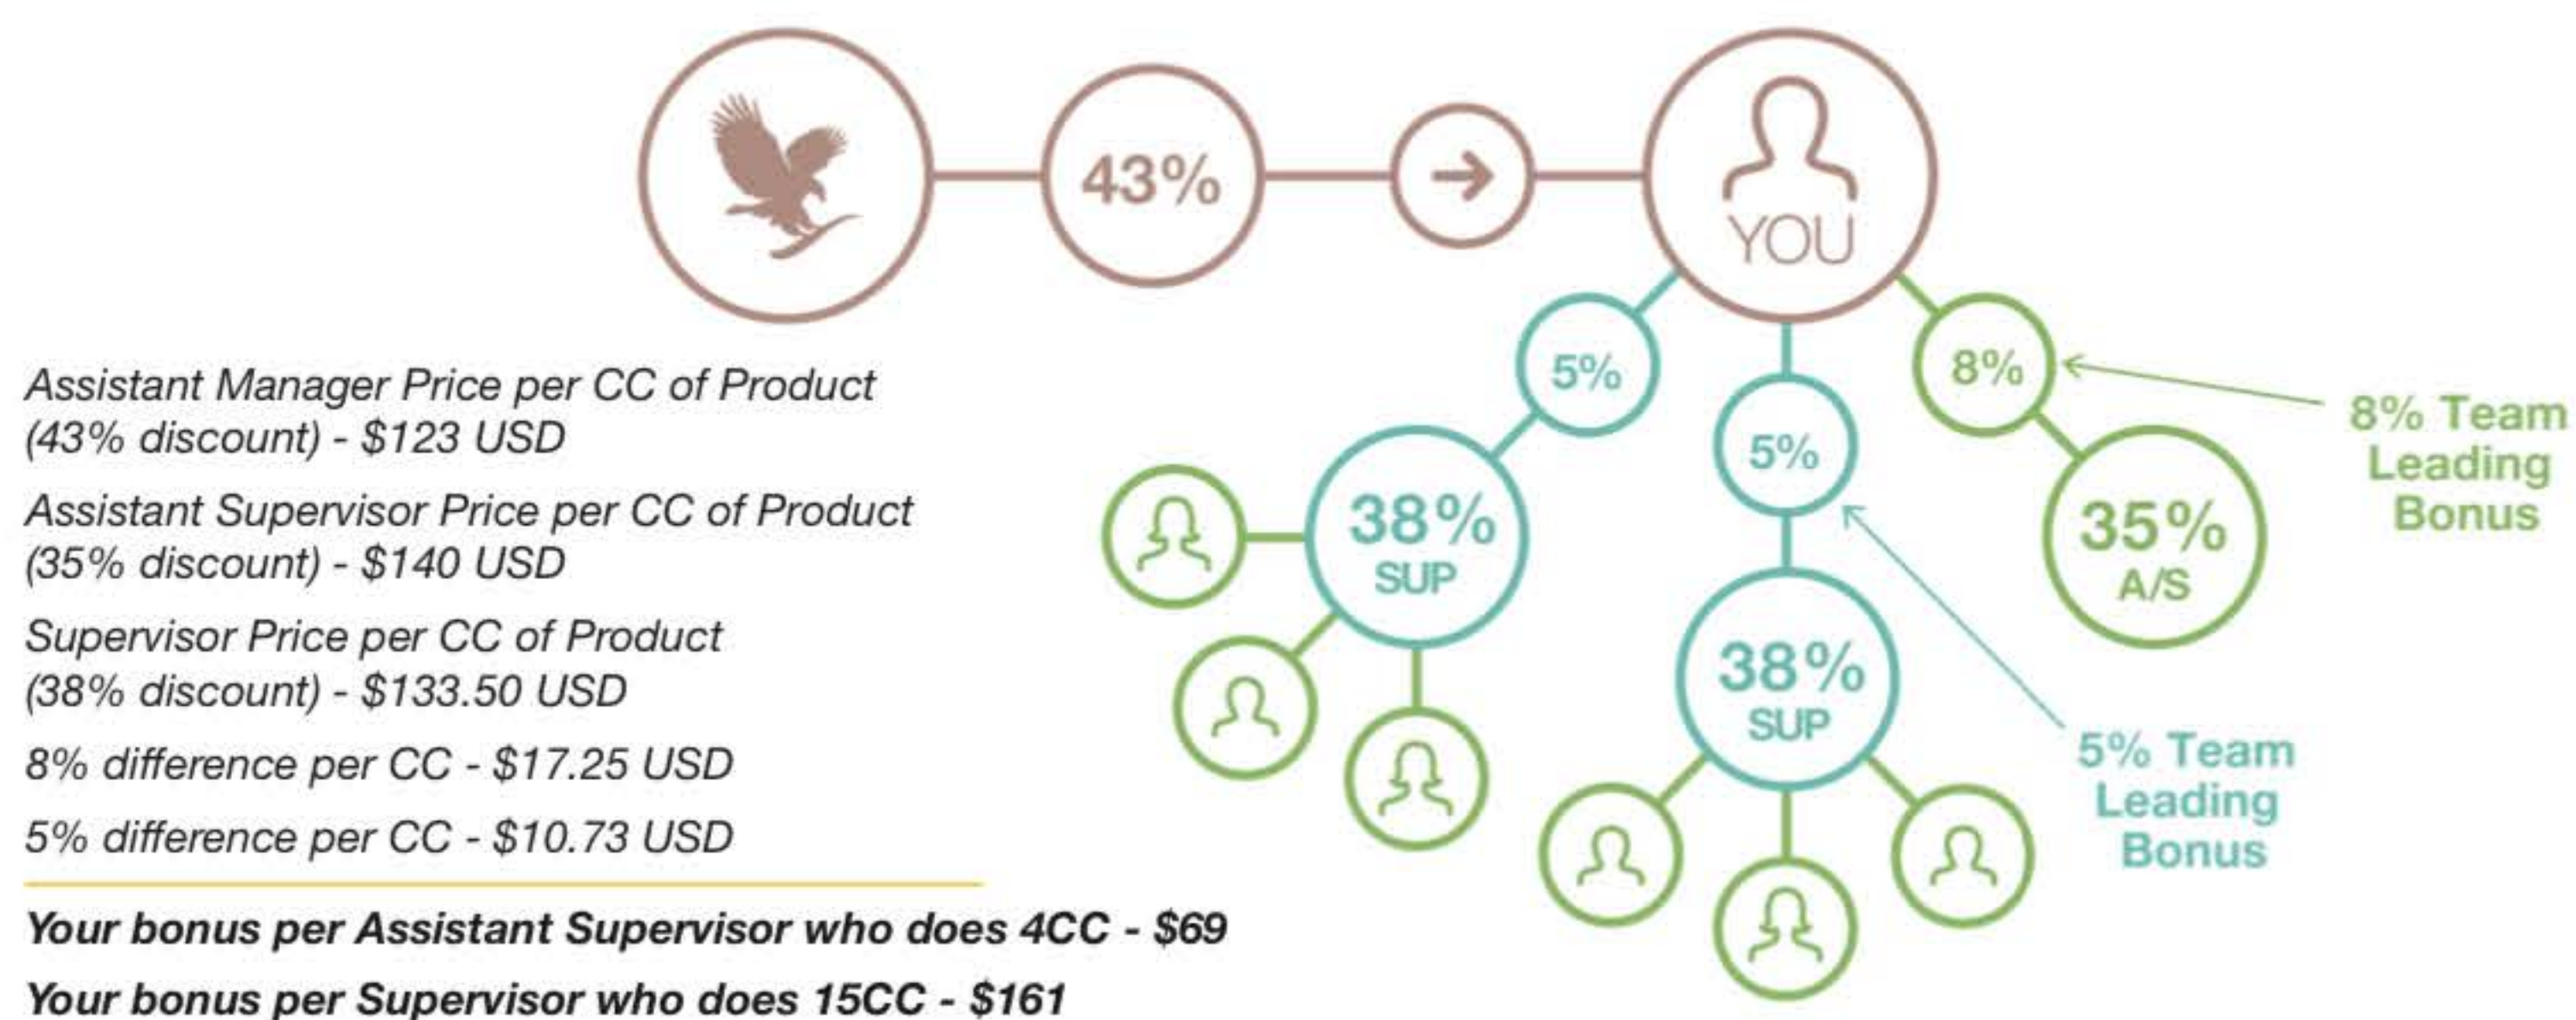 43%
YOU
5%
5%
8%
8% Team
Leading
Bonus
38%
SUP
38%
SUP
35%
A/S
5% Team
Leading
Bonus
Assistant Manager Price per CC of Product
(43% discount) - $123 USD
Assistant Supervisor Price per CC of Product
(35% discount) - $140 USD
Supervisor Price per CC of Product
(38% discount) - $133.50 USD
8% difference per CC - $17.25 USD
5% difference per CC - $10.73 USD
Your bonus per Assistant Supervisor who does 4CC - $69
Your bonus per Supervisor who does 15CC - $161